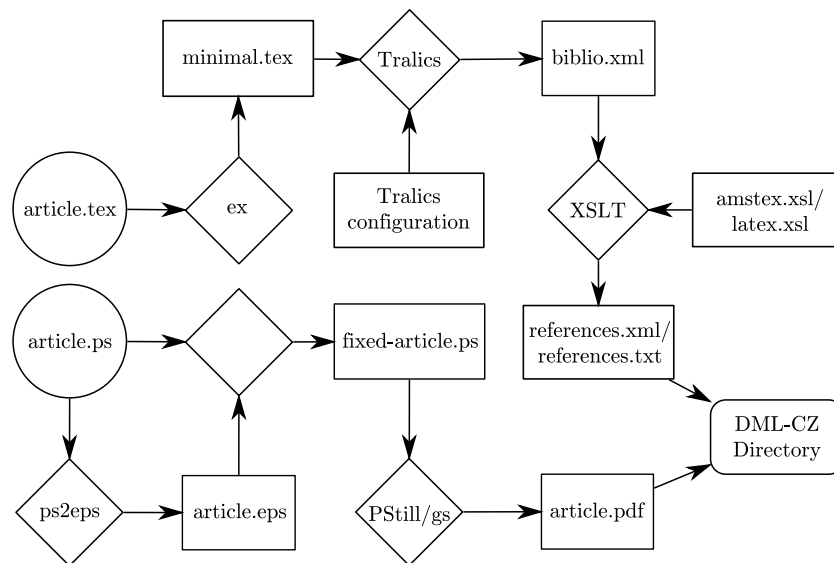 minimal.tex
Tralics
biblio.xml
article.tex
ex
Tralics
configuration
XSLT
amstex.xsl/
latex.xsl
article.ps
fixed-article.ps
references.xml/
references.txt
DML-CZ
Directory
ps2eps
article.eps
PStill/gs
article.pdf